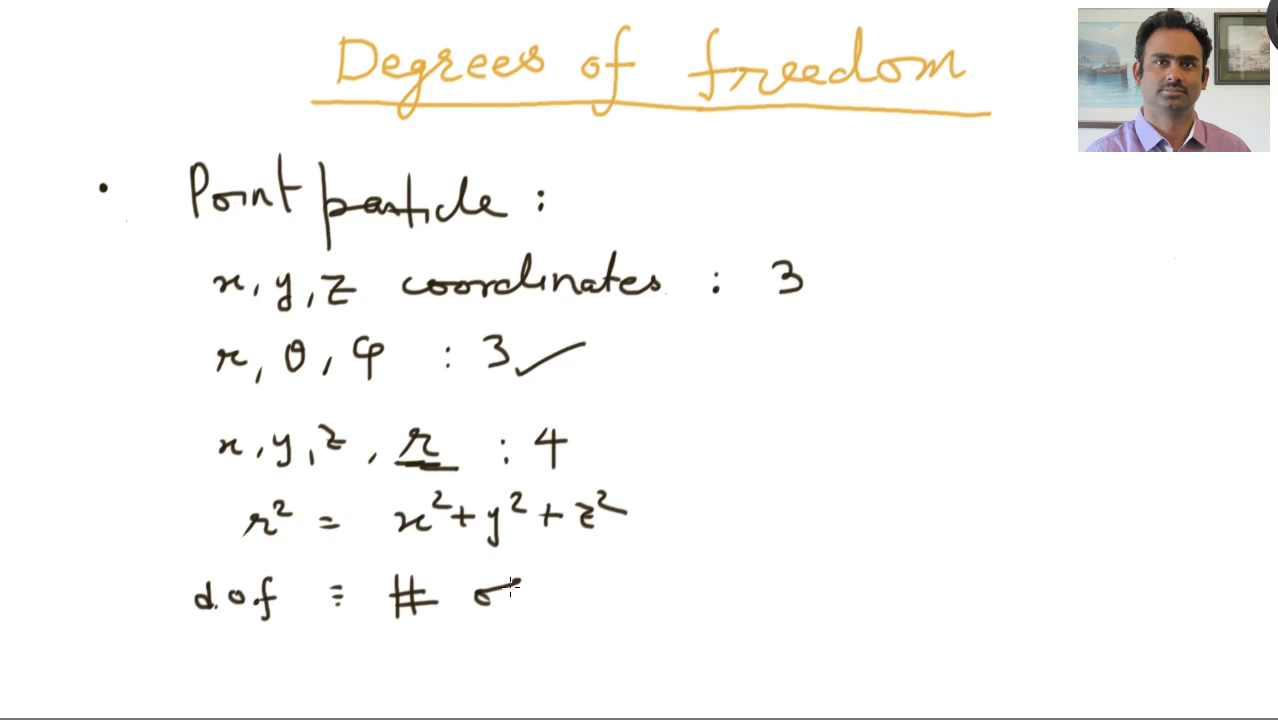 Degrees of freedom
• Point particle :
x, y, z coordinates : 3
r, θ, φ : 3 ✓
x, y, z, r : 4
r² = x² + y² + z²
d.o.f ≡ #